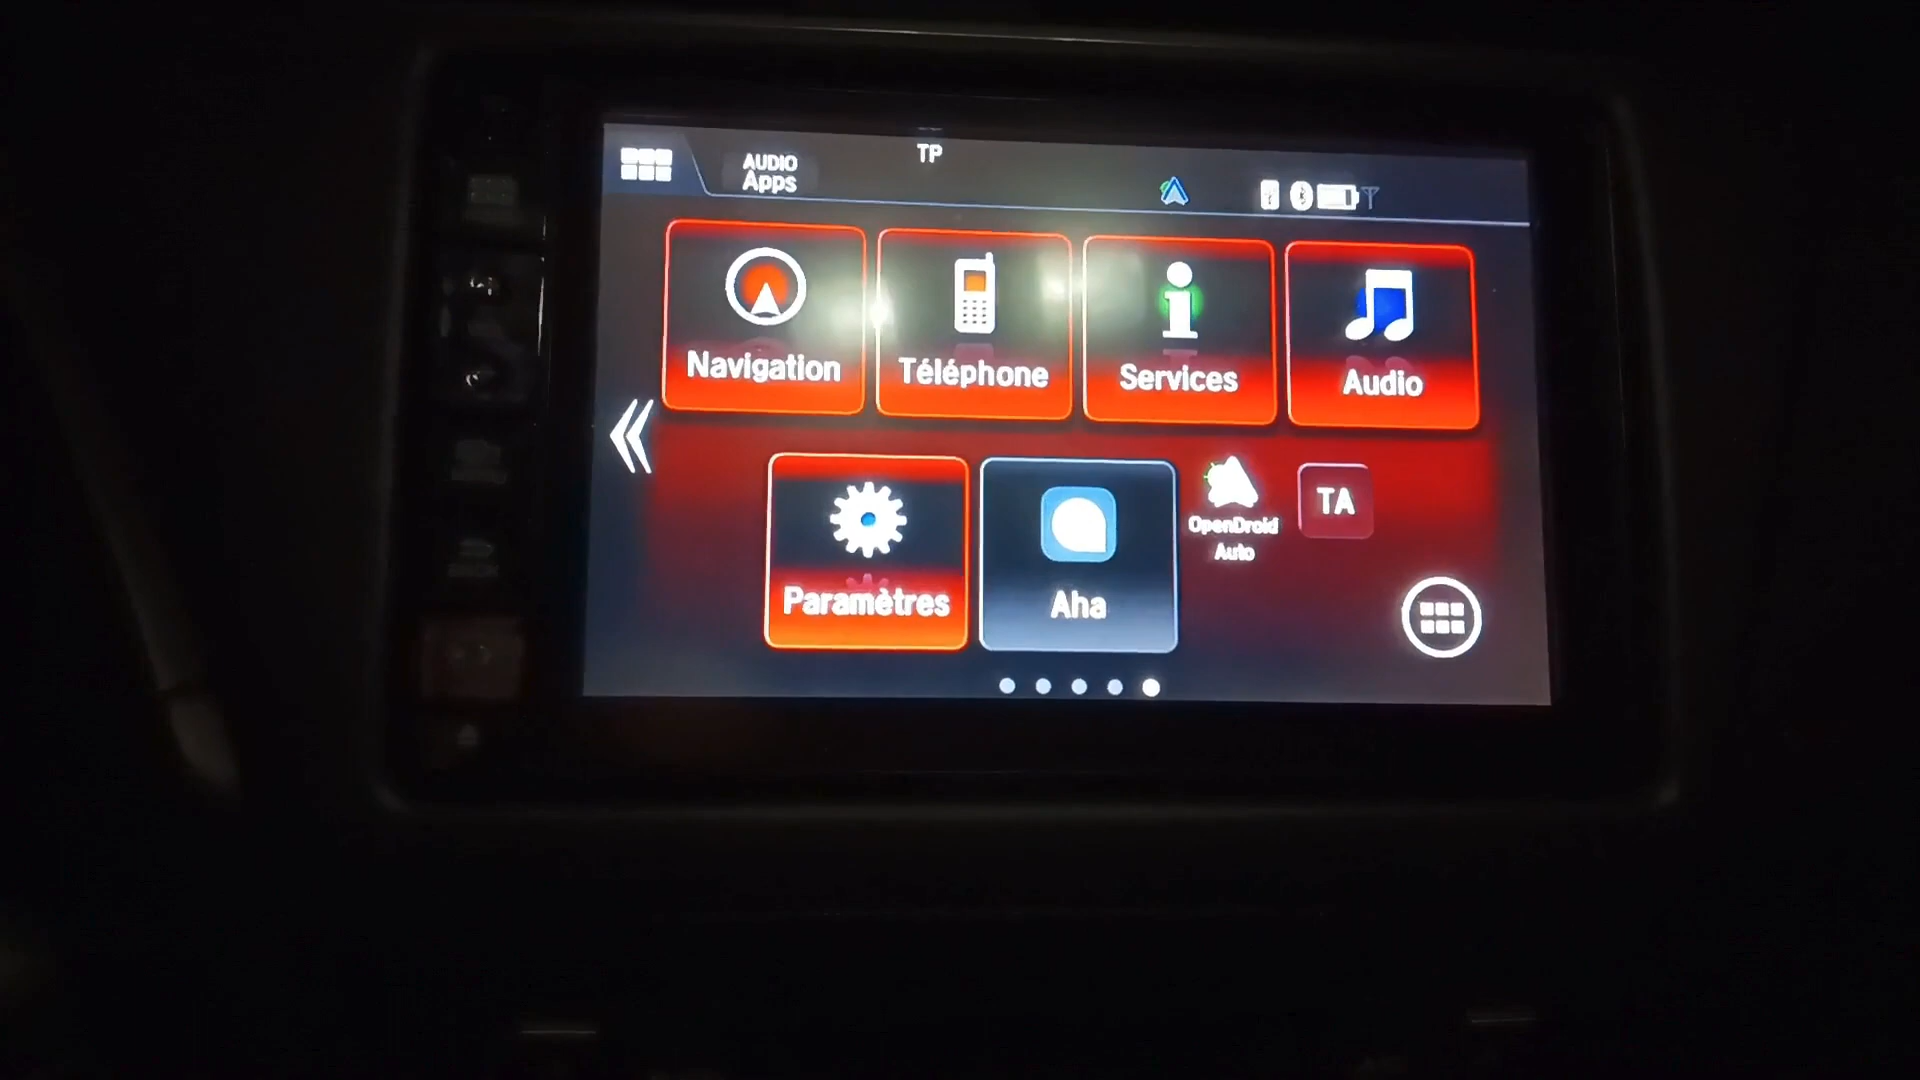 AUDIO
Apps
TP
Navigation
Téléphone
Services
Audio
Paramètres
Aha
OpenDroid
Auto
TA